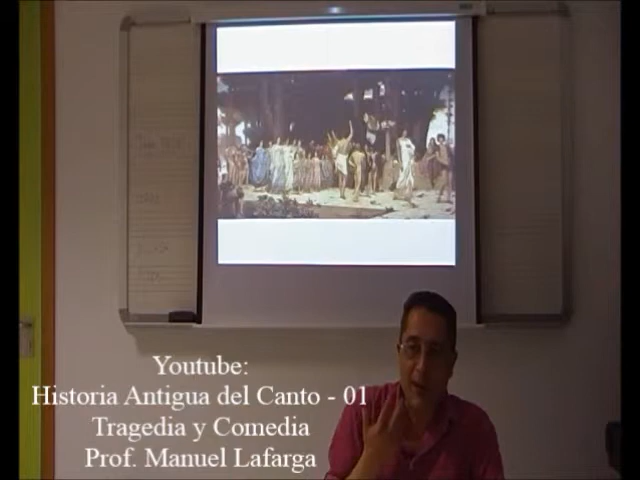 Youtube:
Historia Antigua del Canto - 01
Tragedia y Comedia
Prof. Manuel Lafarga